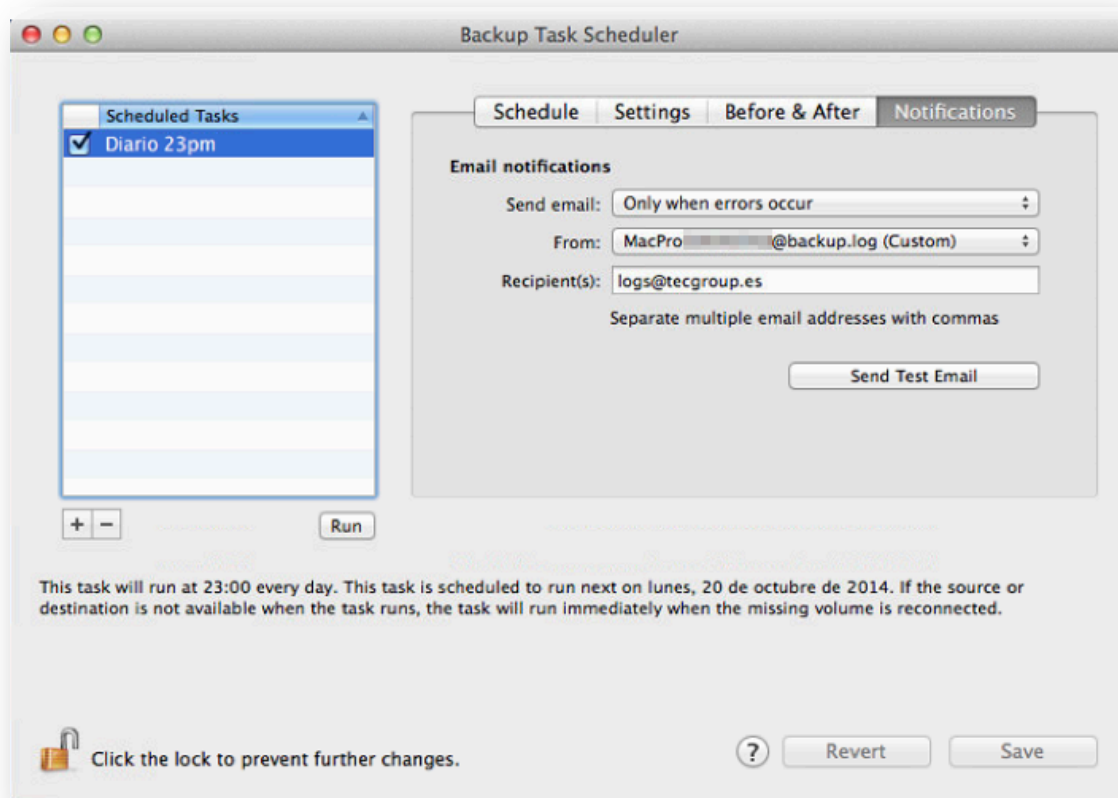 Backup Task Scheduler
Scheduled Tasks
Diario 23pm
Schedule
Settings
Before & After
Notifications
Email notifications
Send email: Only when errors occur
From: MacPro @backup.log (Custom)
Recipient(s): logs@tecgroup.es
Separate multiple email addresses with commas
Send Test Email
+ −
Run
This task will run at 23:00 every day. This task is scheduled to run next on lunes, 20 de octubre de 2014. If the source or
destination is not available when the task runs, the task will run immediately when the missing volume is reconnected.
Click the lock to prevent further changes.
?
Revert
Save